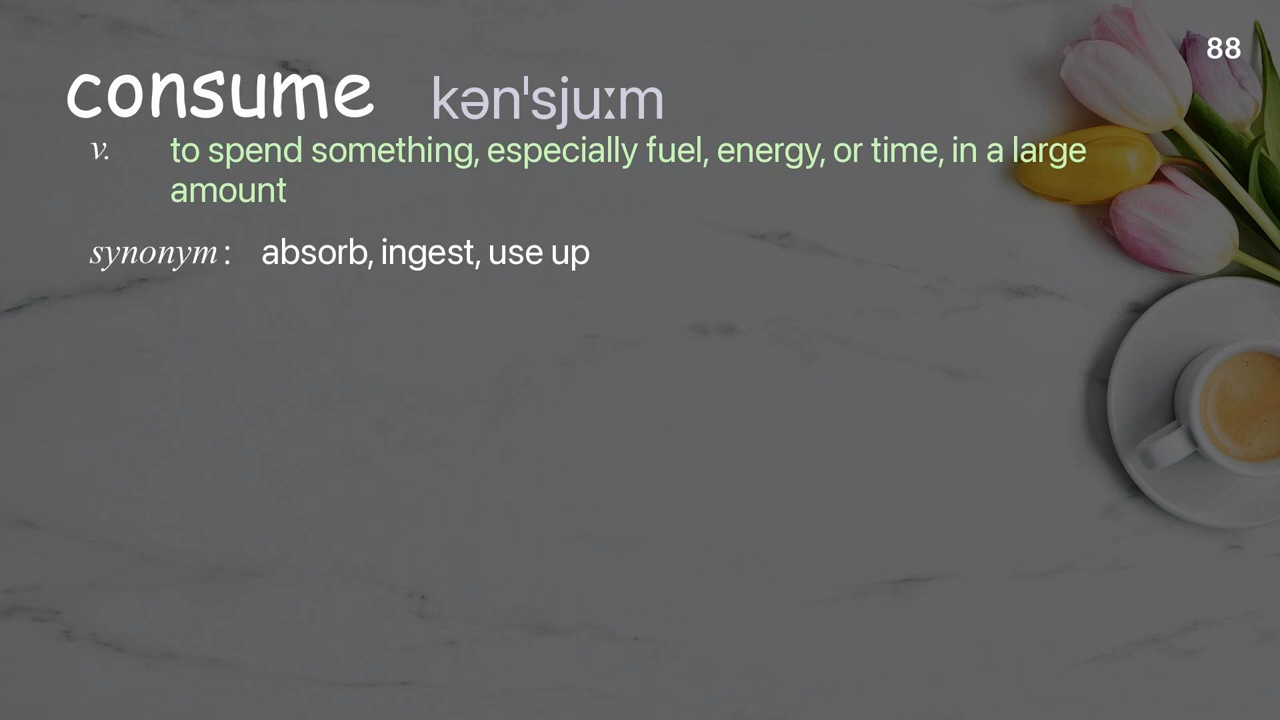 88
consume kən'sjuːm
v. to spend something, especially fuel, energy, or time, in a large
amount
synonym : absorb, ingest, use up